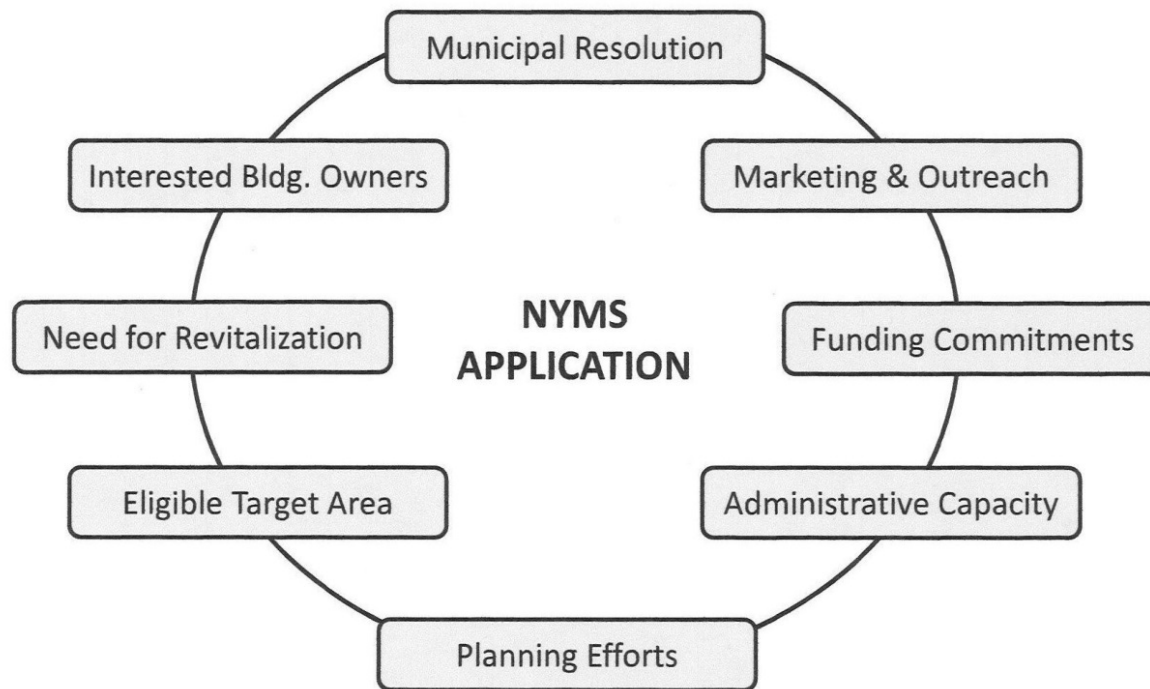 Municipal Resolution
Interested Bldg. Owners
Marketing & Outreach
Need for Revitalization
NYMS
APPLICATION
Funding Commitments
Eligible Target Area
Administrative Capacity
Planning Efforts